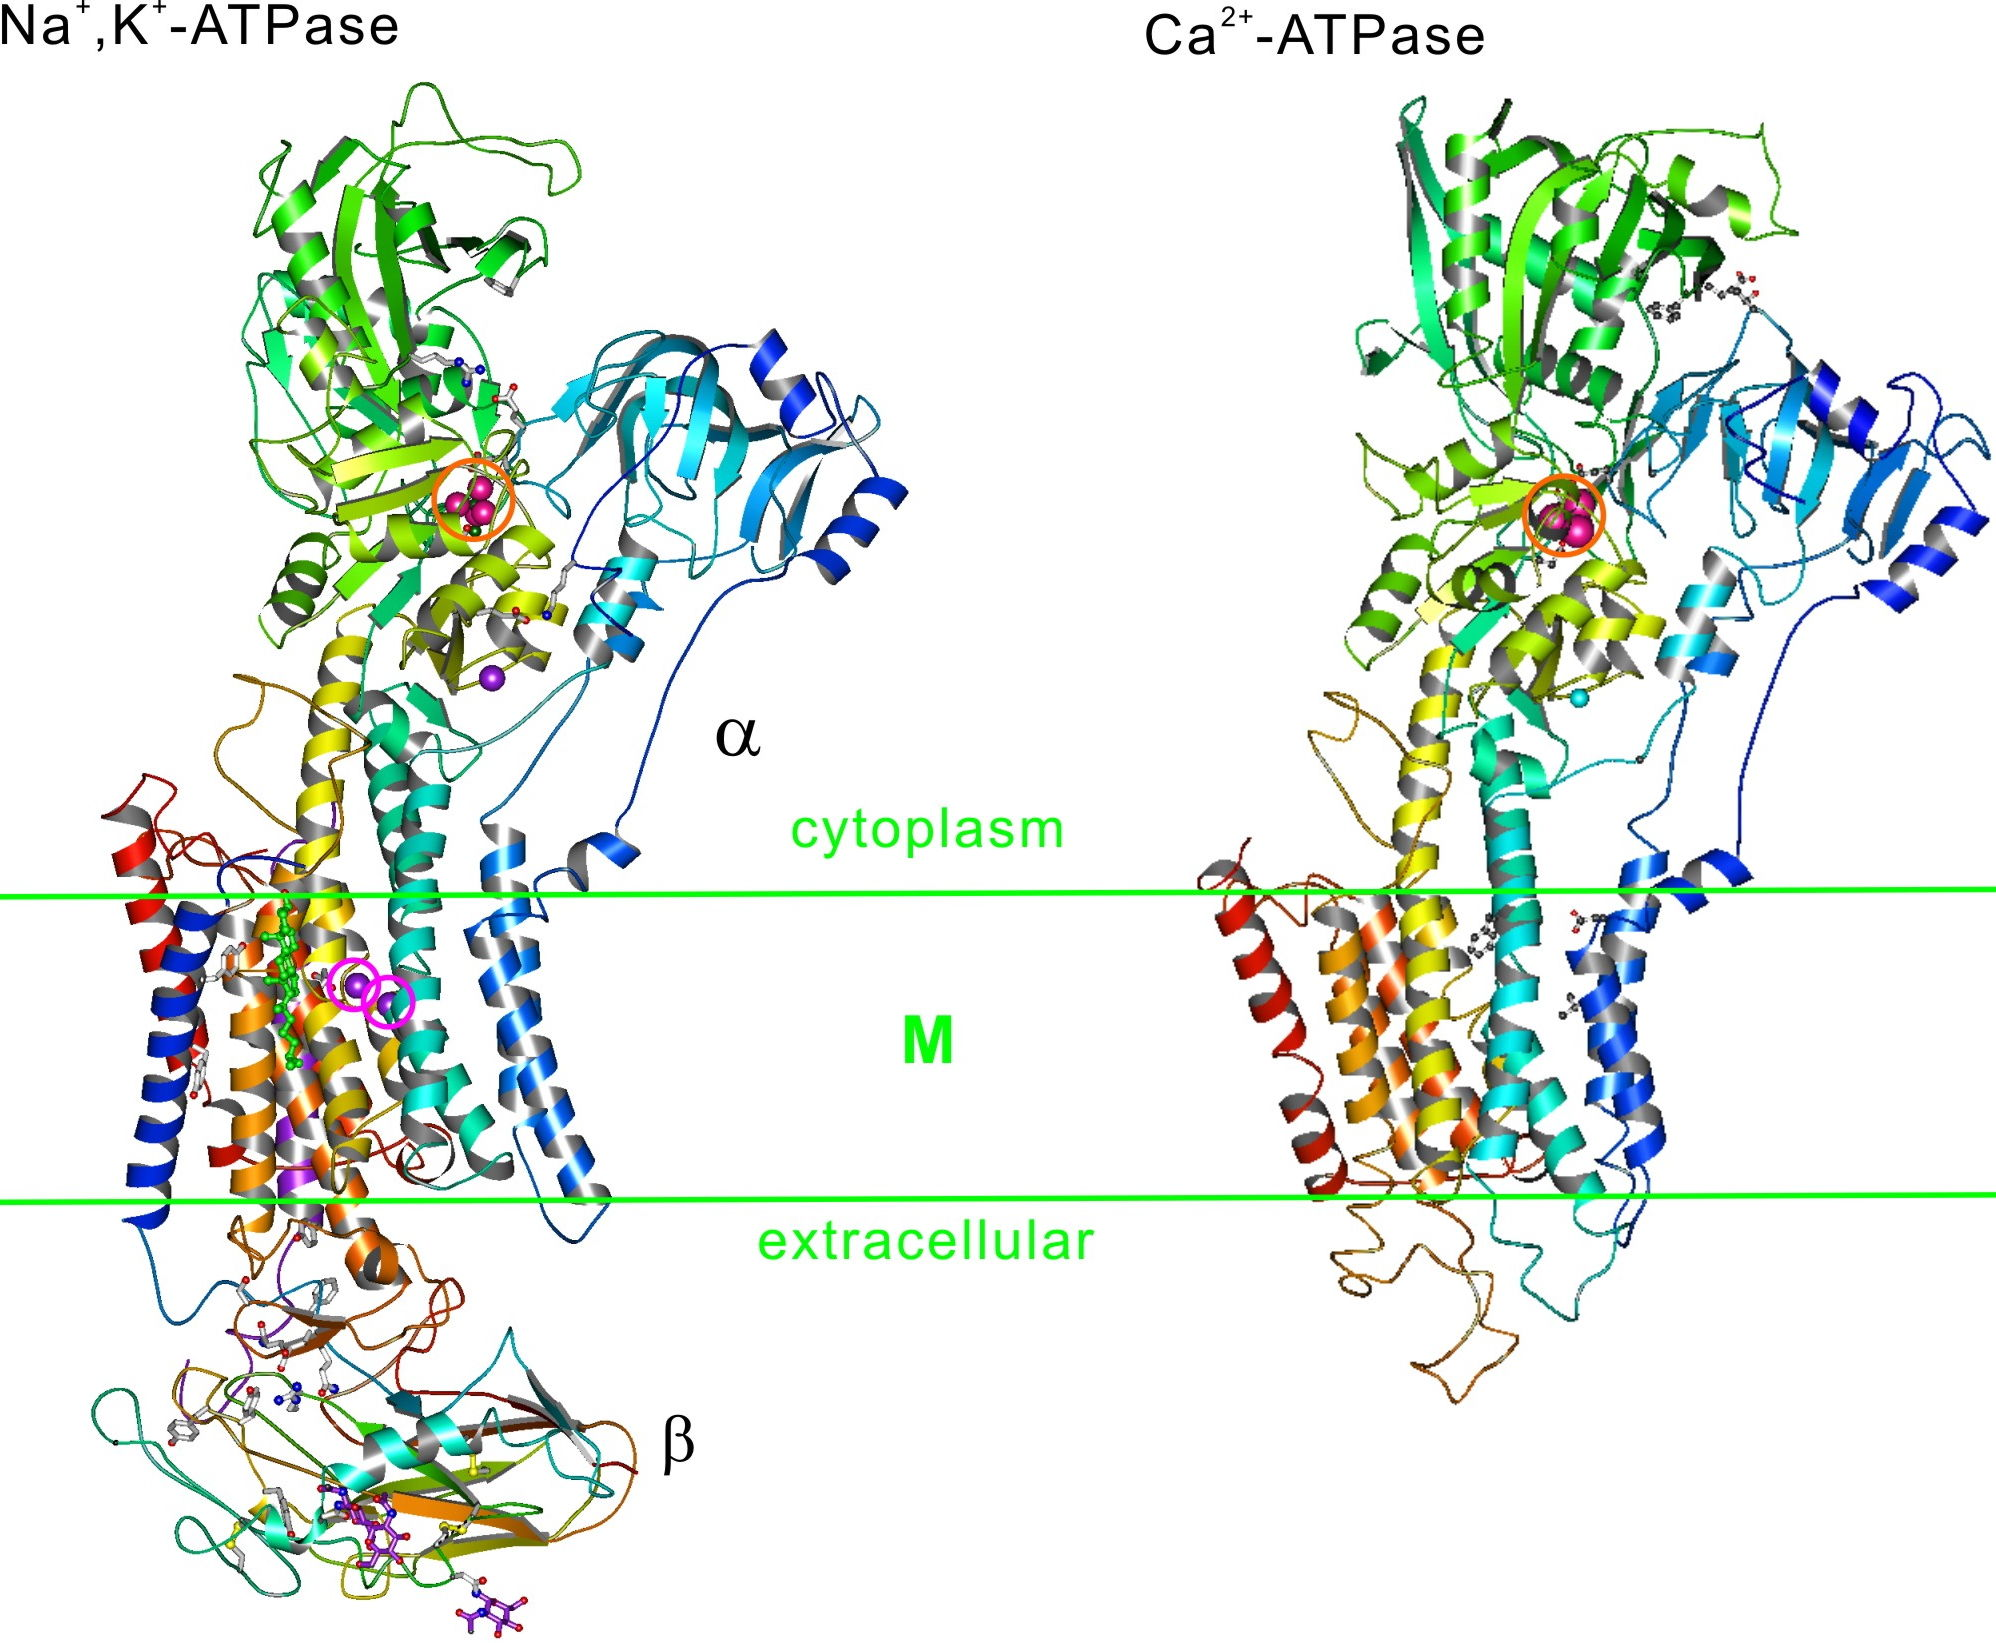 Na⁺,K⁺-ATPase
Ca²⁺-ATPase
α
cytoplasm
M
extracellular
β